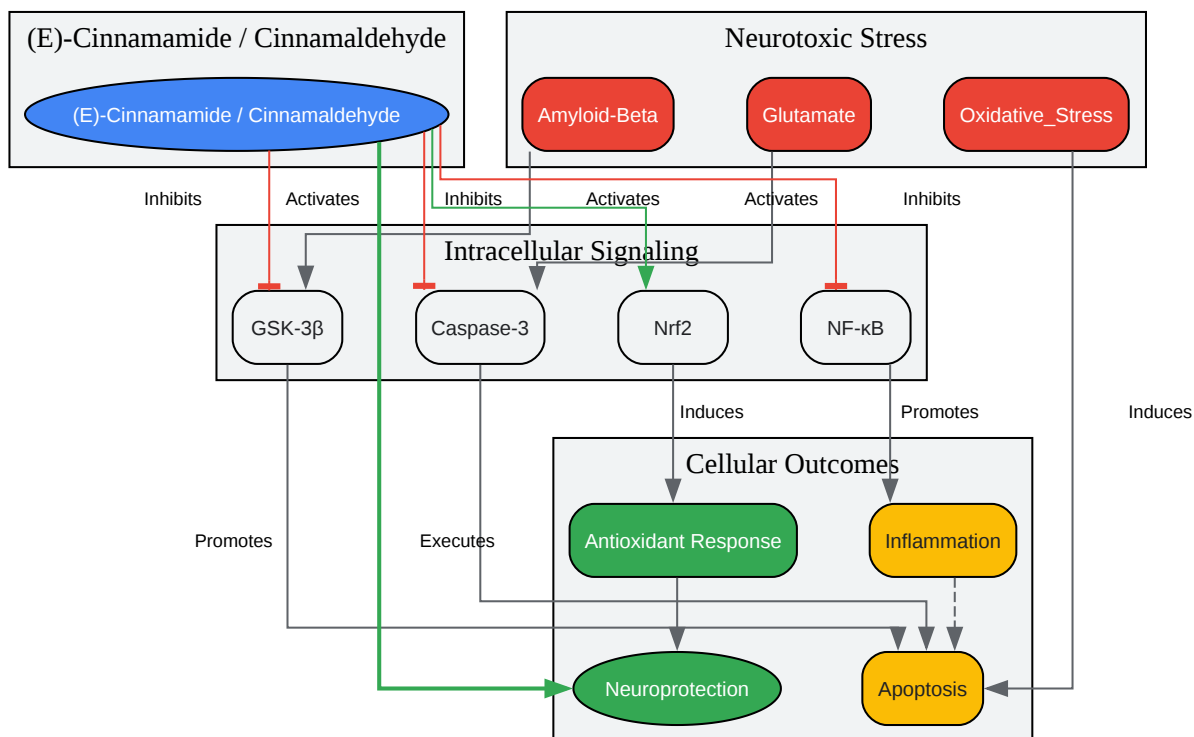 (E)-Cinnamamide / Cinnamaldehyde
Neurotoxic Stress
(E)-Cinnamamide / Cinnamaldehyde
Amyloid-Beta
Glutamate
Oxidative_Stress
Inhibits
Activates
Inhibits
Activates
Activates
Inhibits
Intracellular Signaling
GSK-3β
Caspase-3
Nrf2
NF-κB
Induces
Promotes
Induces
Cellular Outcomes
Promotes
Executes
Antioxidant Response
Inflammation
Neuroprotection
Apoptosis